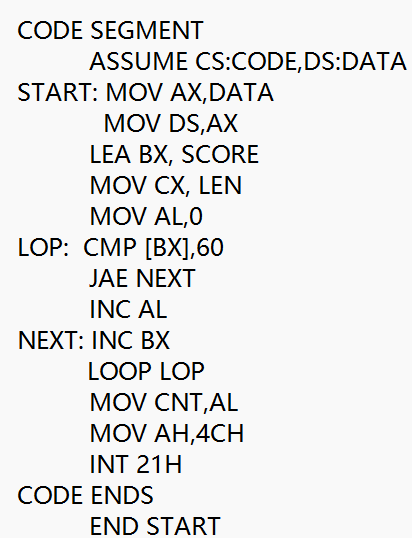 CODE SEGMENT
ASSUME CS:CODE,DS:DATA
START: MOV AX,DATA
MOV DS,AX
LEA BX, SCORE
MOV CX, LEN
MOV AL,0
LOP: CMP [BX],60
JAE NEXT
INC AL
NEXT: INC BX
LOOP LOP
MOV CNT,AL
MOV AH,4CH
INT 21H
CODE ENDS
END START